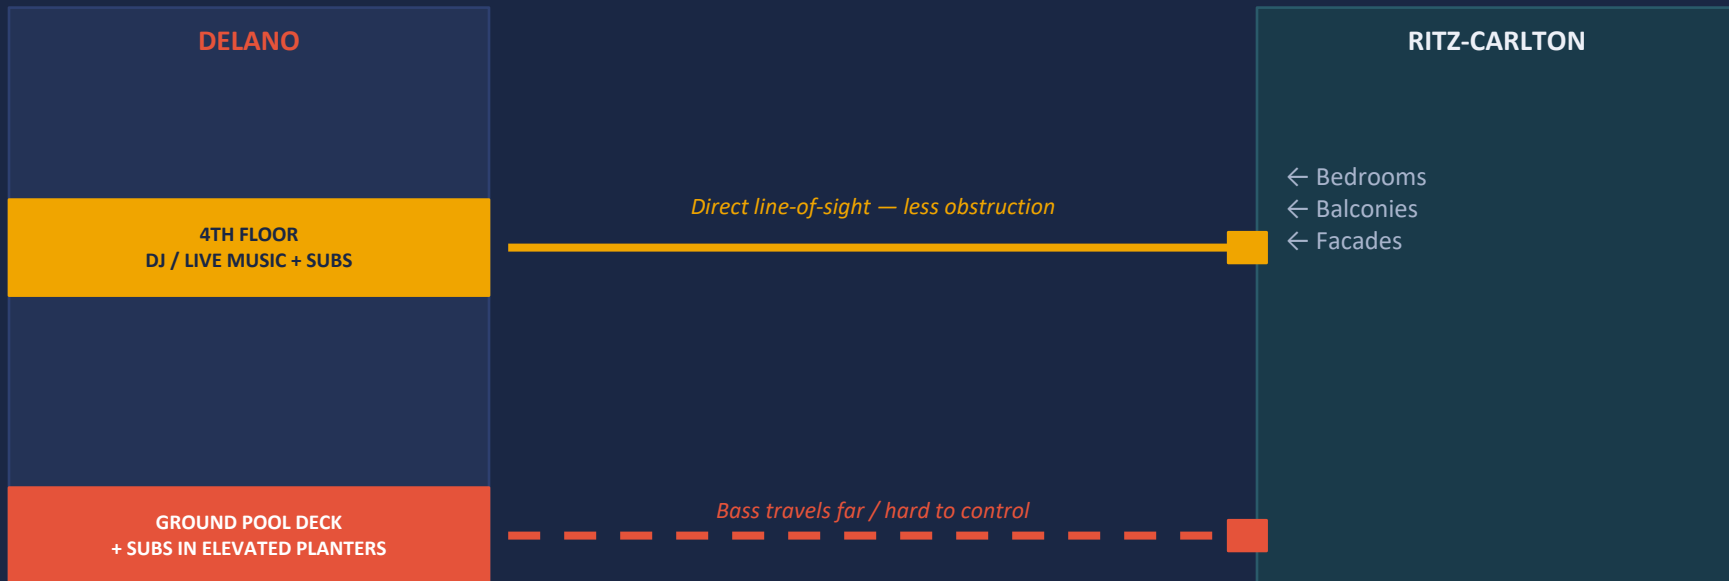 DELANO
RITZ-CARLTON
← Bedrooms
← Balconies
← Facades
Direct line-of-sight — less obstruction
4TH FLOOR
DJ / LIVE MUSIC + SUBS
Bass travels far / hard to control
GROUND POOL DECK
+ SUBS IN ELEVATED PLANTERS